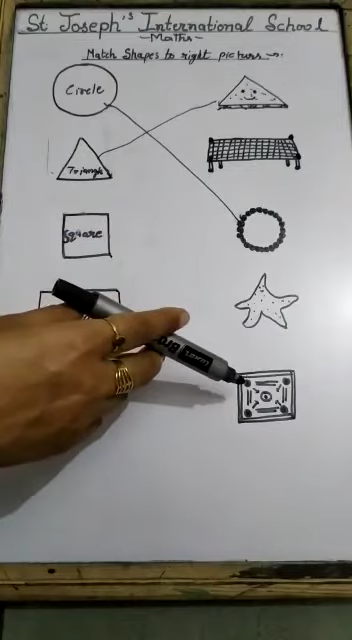 St Joseph's International School
-Maths-
Match Shapes to right pictures:-
Circle
Triangle
Square